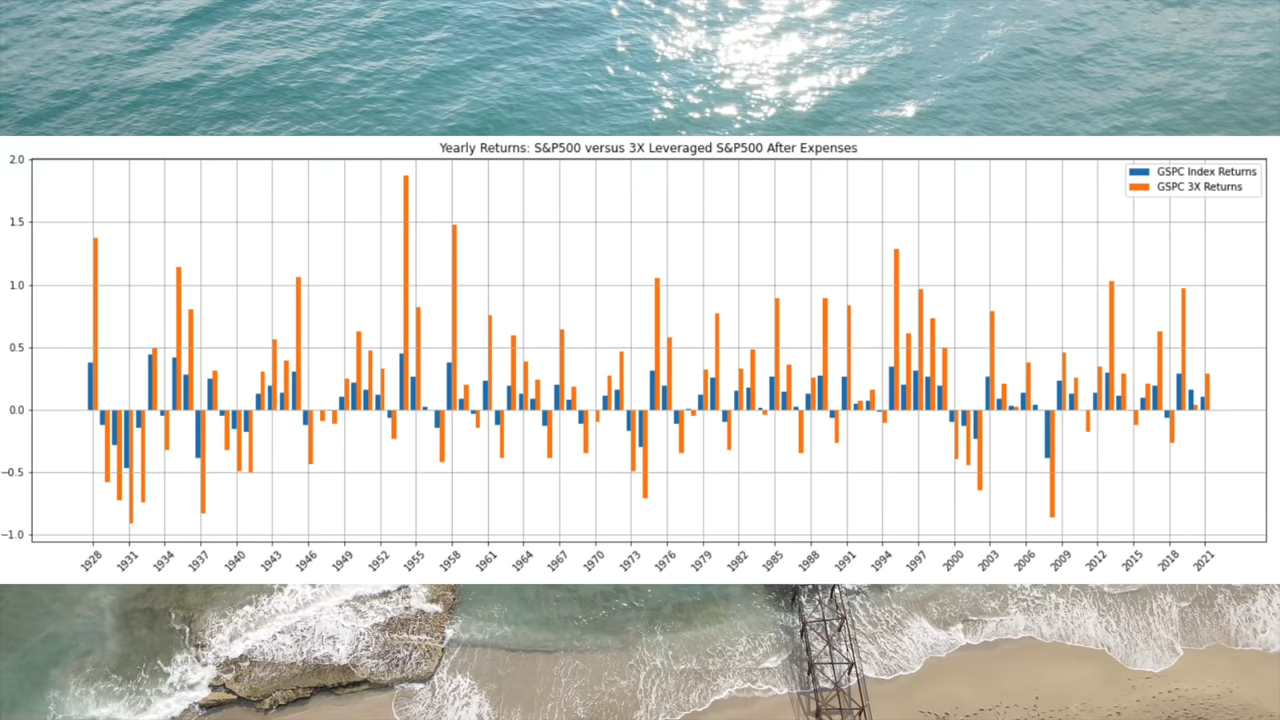 Yearly Returns: S&P500 versus 3X Leveraged S&P500 After Expenses
2.0
GSPC Index Returns
GSPC 3X Returns
1.5
1.0
0.5
0.0
−0.5
−1.0
1928 1931 1934 1937 1940 1943 1946 1949 1952 1955 1958 1961 1964 1967 1970 1973 1976 1979 1982 1985 1988 1991 1994 1997 2000 2003 2006 2009 2012 2015 2018 2021